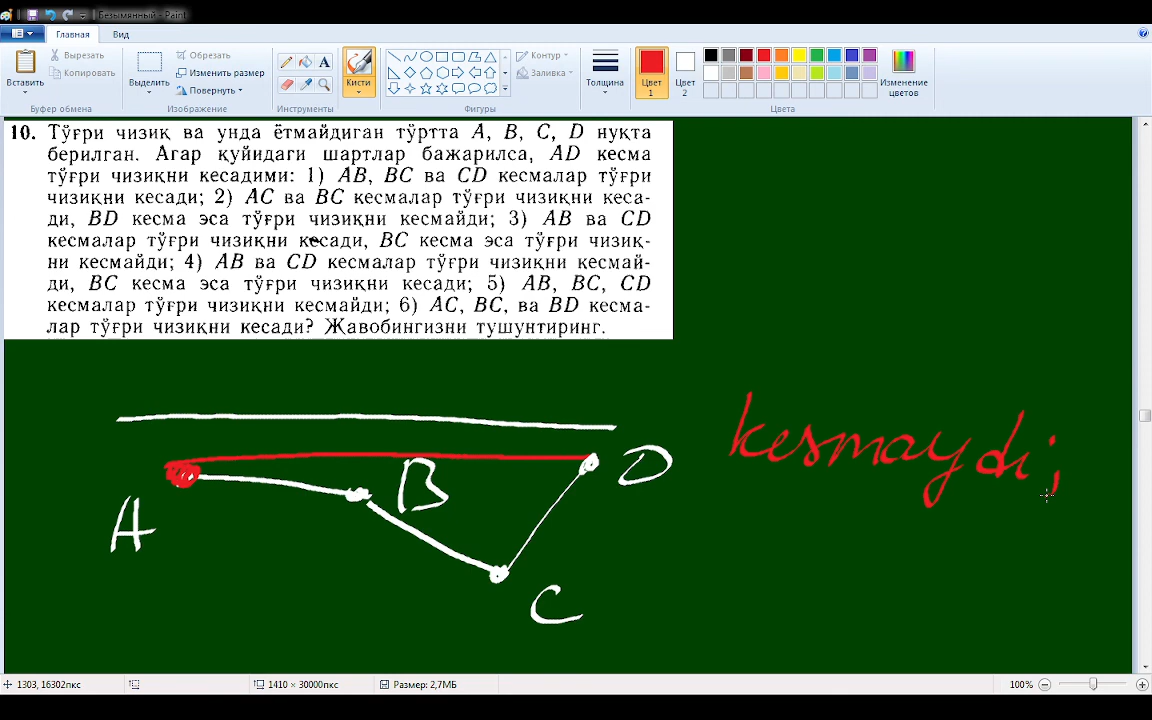 Безымянный - Paint
Главная Вид
Вставить
Вырезать
Копировать
Буфер обмена
Выделить
Обрезать
Изменить размер
Повернуть
Изображение
Инструменты
Кисти
Фигуры
Контур
Заливка
Толщина
Цвет 1
Цвет 2
Цвета
Изменение цветов
10. Тўғри чизиқ ва унда ётмайдиган тўртта A, B, C, D нуқта
берилган. Агар қуйидаги шартлар бажарилса, AD кесма
тўғри чизиқни кесадими: 1) AB, BC ва CD кесмалар тўғри
чизиқни кесади; 2) AC ва BC кесмалар тўғри чизиқни кеса-
ди, BD кесма эса тўғри чизиқни кесмайди; 3) AB ва CD
кесмалар тўғри чизиқни кесади, BC кесма эса тўғри чизиқ-
ни кесмайди; 4) AB ва CD кесмалар тўғри чизиқни кесмай-
ди, BC кесма эса тўғри чизиқни кесади; 5) AB, BC, CD
кесмалар тўғри чизиқни кесмайди; 6) AC, BC, ва BD кесма-
лар тўғри чизиқни кесади? Жавобингизни тушунтиринг.
kesmaydi;
A
B
C
D
1303, 16302пкс
1410 × 30000пкс
Размер: 2,7МБ
100%